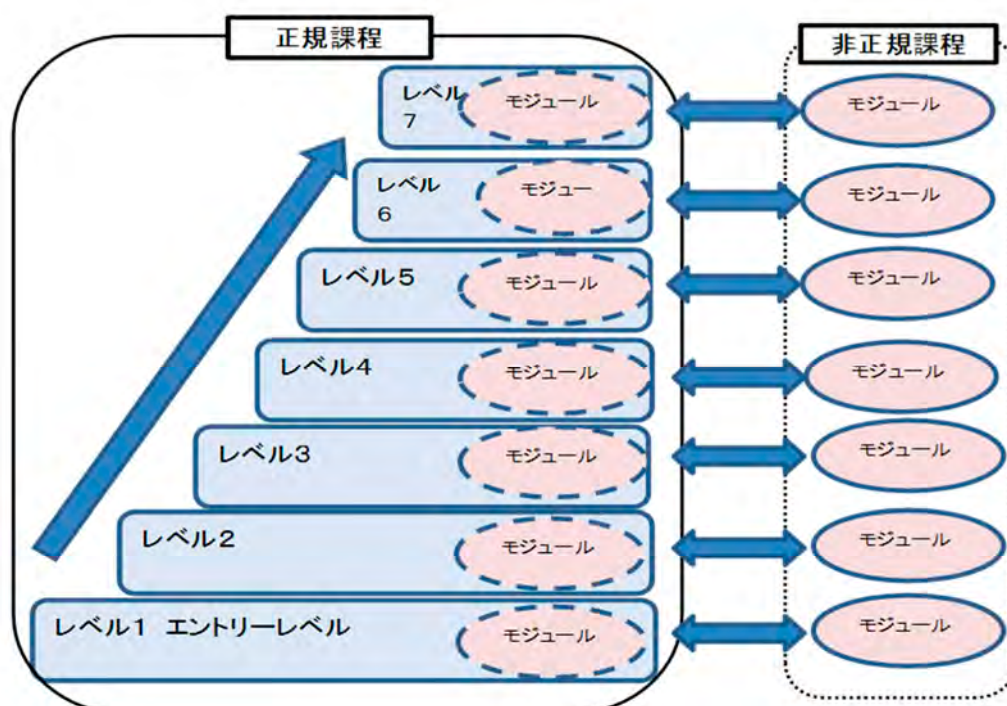 正規課程
非正規課程
レベル
7
モジュール
モジュール
レベル
6
モジュー
モジュール
レベル5
モジュール
モジュール
レベル4
モジュール
モジュール
レベル3
モジュール
モジュール
レベル2
モジュール
モジュール
レベル1 エントリーレベル
モジュール
モジュール